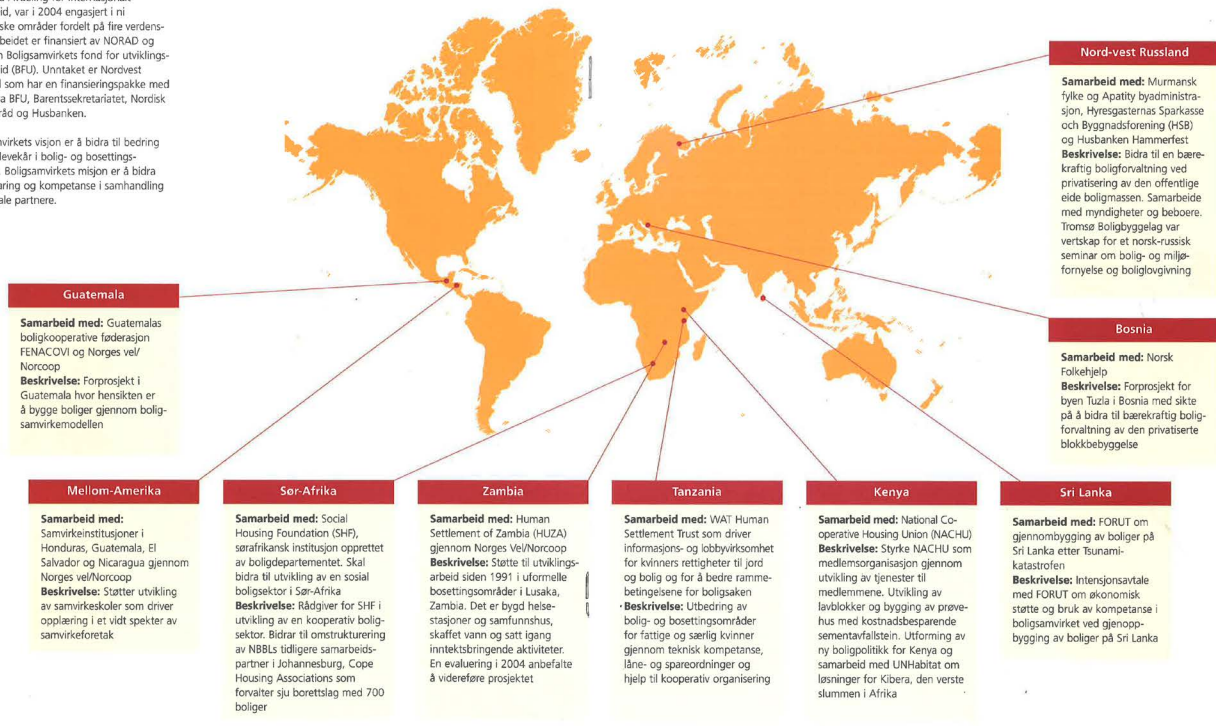 id, var i 2004 engasjert i ni
ske områder fordelt på fire verdens-
beidet er finansiert av NORAD og
n Boligsamvirkets fond for utviklings-
id (BFU). Unntaket er Nordvest
l som har en finansieringspakke med
a BFU, Barentssekretariatet, Nordisk
råd og Husbanken.
virkets visjon er å bidra til bedring
levekår i bolig- og bosettings-
Boligsamvirkets misjon er å bidra
aring og kompetanse i samhandling
ale partnere.
Nord-vest Russland
Samarbeid med: Murmansk
fylke og Apatity byadministra-
sjon, Hyresgasternas Sparkasse
och Byggnadsforening (HSB)
og Husbanken Hammerfest
Beskrivelse: Bidra til en bære-
kraftig boligforvaltning ved
privatisering av den offentlige
eide boligmassen. Samarbeide
med myndigheter og beboere.
Tromsø Boligbyggelag var
vertskap for et norsk-russisk
seminar om bolig- og miljø-
fornyelse og boliglovgivning
Guatemala
Samarbeid med: Guatemalas
boligkooperative føderasjon
FENACOVI og Norges vel/
Norcoop
Beskrivelse: Forprosjekt i
Guatemala hvor hensikten er
å bygge boliger gjennom bolig-
samvirkemodellen
Bosnia
Samarbeid med: Norsk
Folkehjelp
Beskrivelse: Forprosjekt for
byen Tuzla i Bosnia med sikte
på å bidra til bærekraftig bolig-
forvaltning av den privatiserte
blokkbebyggelse
Mellom-Amerika
Samarbeid med:
Samvirkeinstitusjoner i
Honduras, Guatemala, El
Salvador og Nicaragua gjennom
Norges vel/Norcoop
Beskrivelse: Støtter utvikling
av samvirkeskoler som driver
opplæring i et vidt spekter av
samvirkeforetak
Sør-Afrika
Samarbeid med: Social
Housing Foundation (SHF),
sørafrikansk institusjon opprettet
av boligdepartementet. Skal
bidra til utvikling av en sosial
boligsektor i Sør-Afrika
Beskrivelse: Rådgiver for SHF i
utvikling av en kooperativ bolig-
sektor. Bidrar til omstrukturering
av NBBLs tidligere samarbeids-
partner i Johannesburg, Cope
Housing Associations som
forvalter sju borettslag med 700
boliger
Zambia
Samarbeid med: Human
Settlement of Zambia (HUZA)
gjennom Norges Vel/Norcoop
Beskrivelse: Støtte til utviklings-
arbeid siden 1991 i uformelle
bosettingsområder i Lusaka,
Zambia. Det er bygd helse-
stasjoner og samfunnshus,
skaffet vann og satt igang
inntektsbringende aktiviteter.
En evaluering i 2004 anbefalte
å videreføre prosjektet
Tanzania
Samarbeid med: WAT Human
Settlement Trust som driver
informasjons- og lobbyvirksomhet
for kvinners rettigheter til jord
og bolig og for å bedre ramme-
betingelsene for boligsaken
Beskrivelse: Utbedring av
bolig- og bosettingsområder
for fattige og særlig kvinner
gjennom teknisk kompetanse,
låne- og spareordninger og
hjelp til kooperativ organisering
Kenya
Samarbeid med: National Co-
operative Housing Union (NACHU)
Beskrivelse: Styrke NACHU som
medlemsorganisasjon gjennom
utvikling av tjenester til
medlemmene. Utvikling av
lavblokker og bygging av prøve-
hus med kostnadsbesparende
sementavfallstein. Utforming av
ny boligpolitikk for Kenya og
samarbeid med UNHabitat om
løsninger for Kibera, den verste
slummen i Afrika
Sri Lanka
Samarbeid med: FORUT om
gjennombygging av boliger på
Sri Lanka etter Tsunami-
katastrofen
Beskrivelse: Intensjonsavtale
med FORUT om økonomisk
støtte og bruk av kompetanse i
boligsamvirket ved gjenopp-
bygging av boliger på Sri Lanka